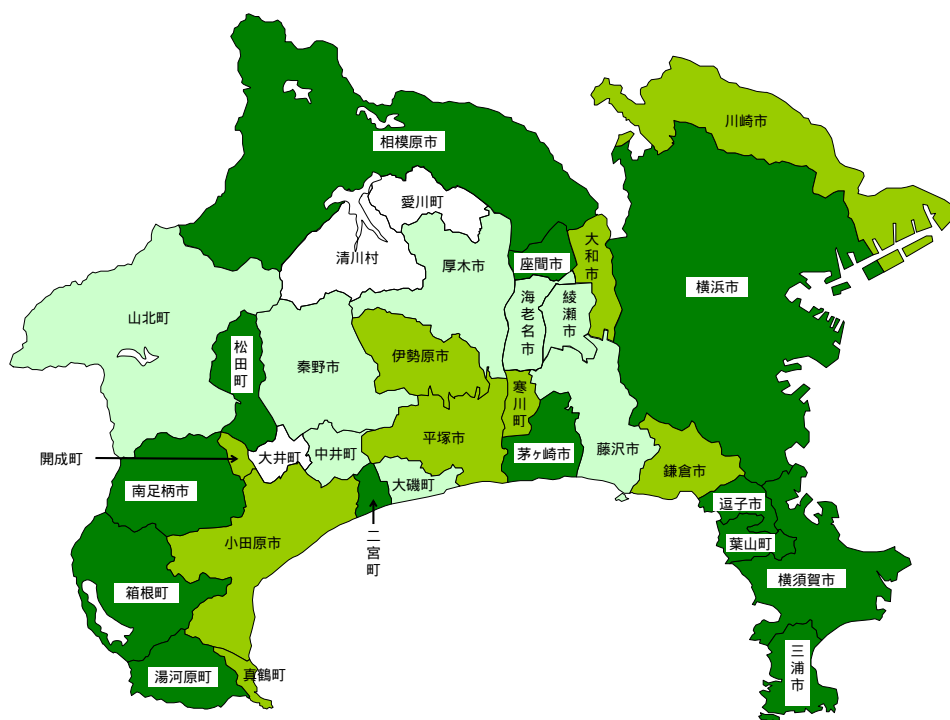 川崎市
相模原市
愛川町
大和市
清川村
厚木市
座間市
横浜市
山北町
海老名市
綾瀬市
松田町
秦野市
伊勢原市
寒川町
平塚市
藤沢市
開成町
大井町
中井町
茅ヶ崎市
鎌倉市
南足柄市
大磯町
逗子市
小田原市
二宮町
葉山町
箱根町
横須賀市
三浦市
湯河原町
真鶴町